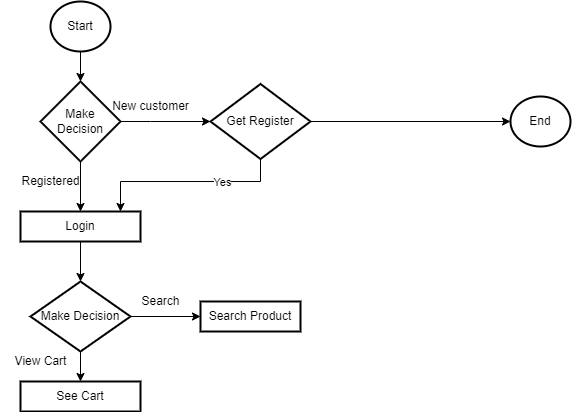 Start
Make
Decision
New customer
Get Register
End
Registered
Yes
Login
Make Decision
Search
Search Product
View Cart
See Cart